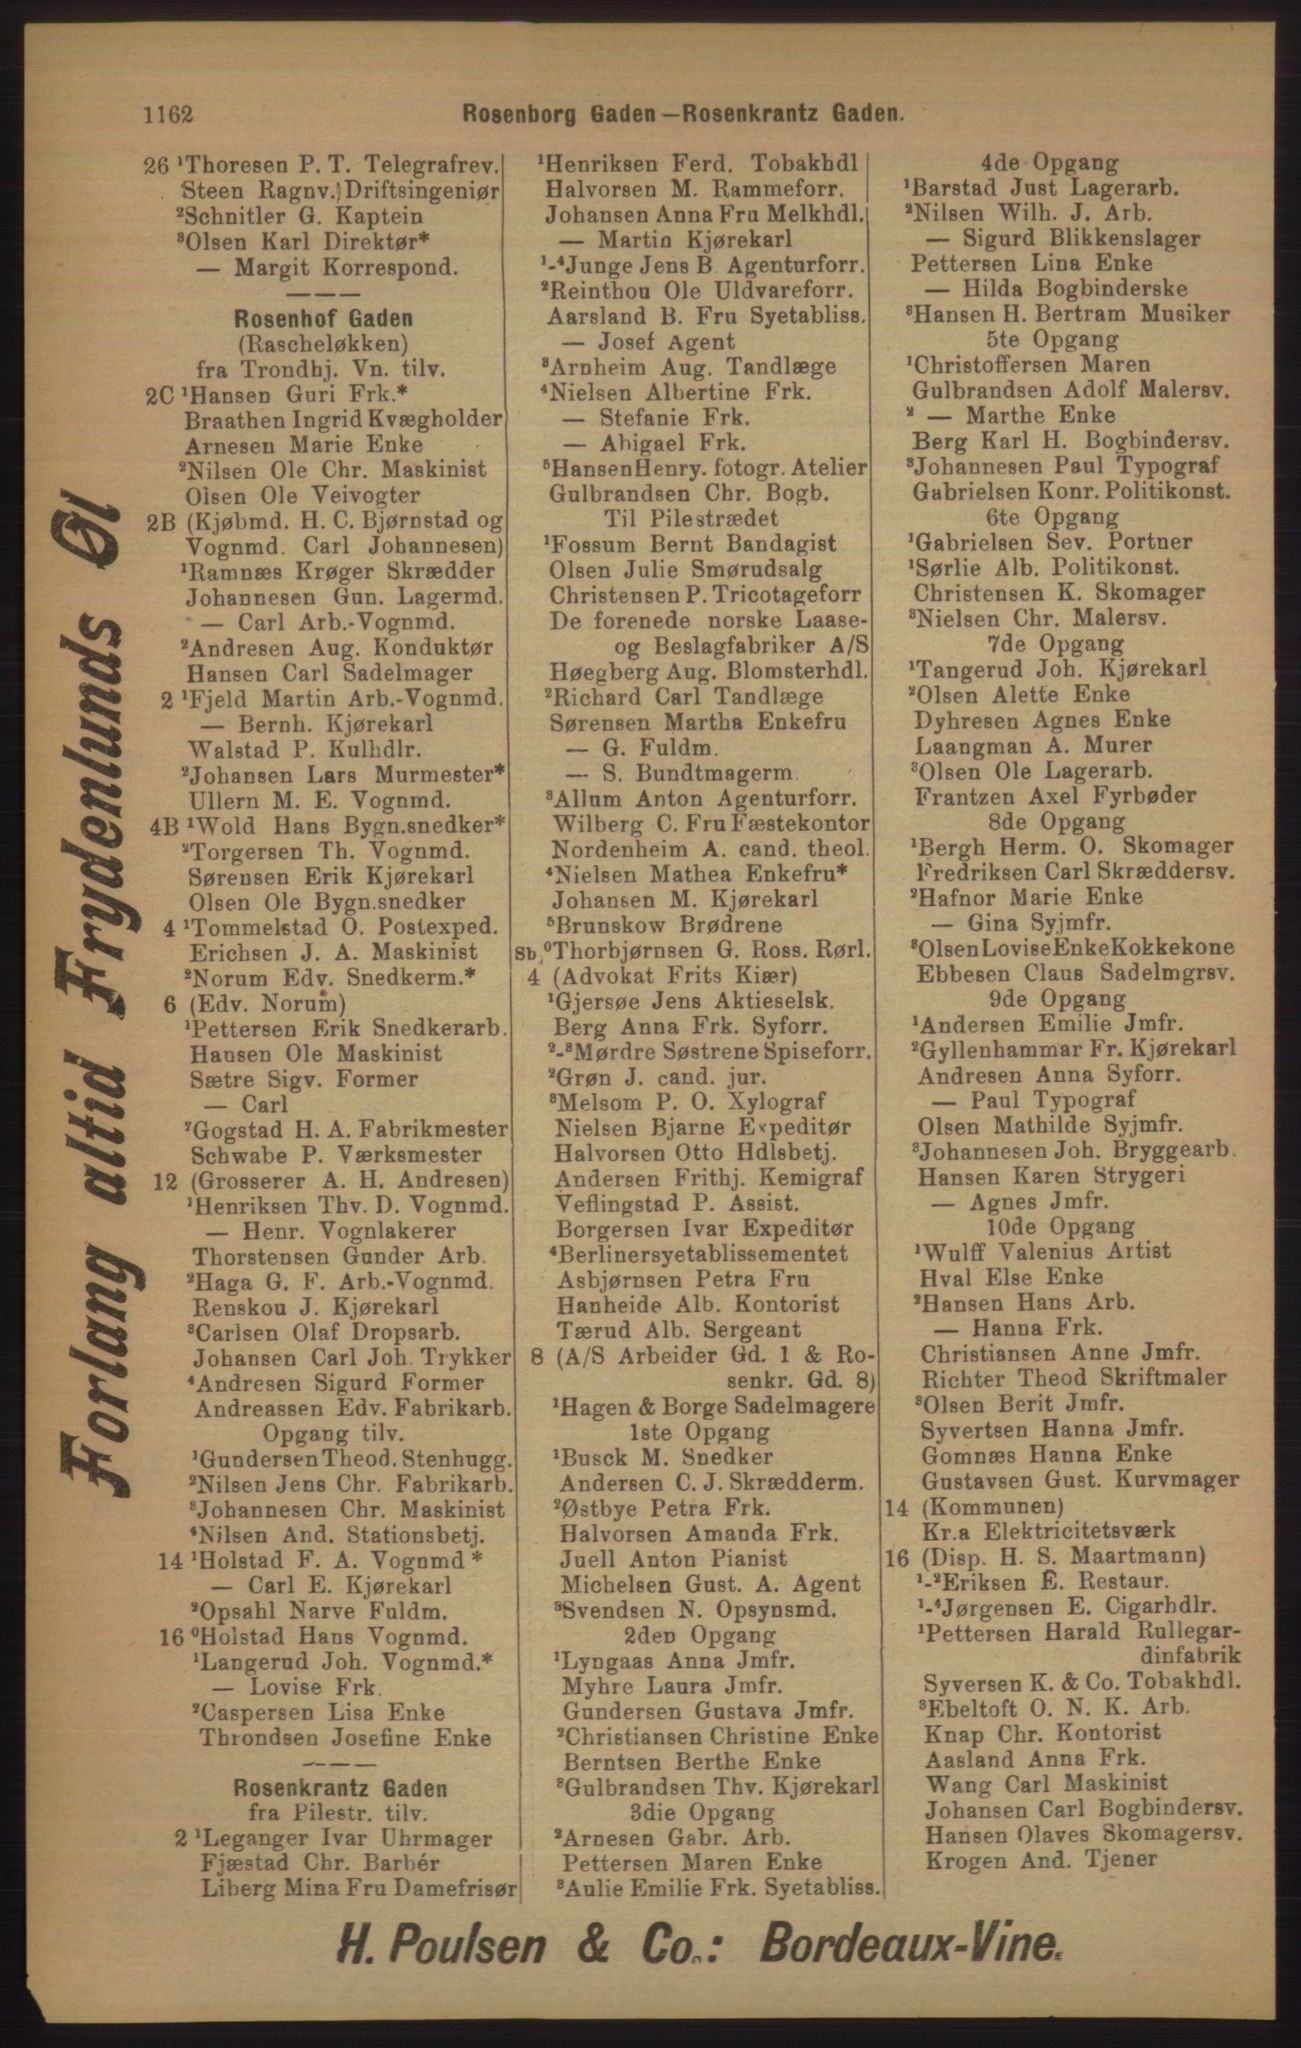 1162
Rosenborg Gaden—Rosenkrantz Gaden.
26 ¹Thoresen P. T. Telegrafrev.
Steen Ragnv. Driftsingeniør
²Schnitler G. Kaptein
³Olsen Karl Direktør*
— Margit Korrespond.
———
Rosenhof Gaden
(Rascheløkken)
fra Trondhj. Vn. tilv.
2C ¹Hansen Guri Frk.*
Braathen Ingrid Kvægholder
Arnesen Marie Enke
²Nilsen Ole Chr. Maskinist
Olsen Ole Veivogter
2B (Kjøbmd. H. C. Bjørnstad og
Vognmd. Carl Johannesen)
¹Ramnæs Krøger Skrædder
Johannesen Gun. Lagermd.
— Carl Arb.-Vognmd.
²Andresen Aug. Konduktør
Hansen Carl Sadelmager
2 ¹Fjeld Martin Arb.-Vognmd.
— Bernh. Kjørekarl
Walstad P. Kulhdlr.
²Johansen Lars Murmester*
Ullern M. E. Vognmd.
4B ¹Wold Hans Bygn.snedker*
²Torgersen Th. Vognmd.
Sørensen Erik Kjørekarl
Olsen Ole Bygn.snedker
4 ¹Tommelstad O. Postexped.
Erichsen J. A. Maskinist
²Norum Edv. Snedkerm.*
6 (Edv. Norum)
¹Pettersen Erik Snedkerarb.
Hansen Ole Maskinist
Sætre Sigv. Former
— Carl
²Gogstad H. A. Fabrikmester
Schwabe P. Værksmester
12 (Grosserer A. H. Andresen)
¹Henriksen Thv. D. Vognmd.
— Henr. Vognlakerer
Thorstensen Gunder Arb.
²Haga G. F. Arb.-Vognmd.
Renskou J. Kjørekarl
³Carlsen Olaf Dropsarb.
Johansen Carl Joh. Trykker
⁴Andresen Sigurd Former
Andreassen Edv. Fabrikarb.
Opgang tilv.
¹Gundersen Theod. Stenhugg.
²Nilsen Jens Chr. Fabrikarb.
³Johannesen Chr. Maskinist
⁴Nilsen And. Stationsbetj.
14 ¹Holstad F. A. Vognmd*
— Carl E. Kjørekarl
²Opsahl Narve Fuldm.
16 ⁰Holstad Hans Vognmd.
¹Langerud Joh. Vognmd.*
— Lovise Frk.
²Caspersen Lisa Enke
Throndsen Josefine Enke
———
Rosenkrantz Gaden
fra Pilestr. tilv.
2 ¹Leganger Ivar Uhrmager
Fjæstad Chr. Barbér
Liberg Mina Fru Damefrisør
¹Henriksen Ferd. Tobakhdl
Halvorsen M. Rammeforr.
Johansen Anna Fru Melkhdl.
— Martin Kjørekarl
¹-⁴Junge Jens B. Agenturforr.
²Reinthou Ole Uldvareforr.
Aarsland B. Fru Syetabliss.
— Josef Agent
³Arnheim Aug. Tandlæge
⁴Nielsen Albertine Frk.
— Stefanie Frk.
— Abigael Frk.
⁵Hansen Henry. fotogr. Atelier
Gulbrandsen Chr. Bogb.
Til Pilestrædet
¹Fossum Bernt Bandagist
Olsen Julie Smørudsalg
Christensen P. Tricotageforr
De forenede norske Laase-
og Beslagfabriker A/S
Høegberg Aug. Blomsterhdl.
²Richard Carl Tandlæge
Sørensen Martha Enkefru
— G. Fuldm.
— S. Bundtmagerm.
³Allum Anton Agenturforr.
Wilberg C. Fru Fæstekontor
Nordenheim A. cand. theol.
⁴Nielsen Mathea Enkefru*
Johansen M. Kjørekarl
⁵Brunskow Brødrene
Sb. ⁰Thorbjørnsen G. Ross. Rørl.
4 (Advokat Frits Kiær)
¹Gjersøe Jens Aktieselsk.
Berg Anna Frk. Syforr.
²-³Mørdre Søstrene Spiseforr.
²Grøn J. cand. jur.
³Melsom P. O. Xylograf
Nielsen Bjarne Expeditør
Halvorsen Otto Hdlsbetj.
Andersen Frithj. Kemigraf
Veflingstad P. Assist.
Borgersen Ivar Expeditør
⁴Berlinersyetablissementet
Asbjørnsen Petra Fru
Hanheide Alb. Kontorist
Tærud Alb. Sergeant
8 (A/S Arbeider Gd. 1 & Ro-
senkr. Gd. 8)
¹Hagen & Borge Sadelmagere
1ste Opgang
¹Busck M. Snedker
Andersen C. J. Skrædderm.
²Østbye Petra Frk.
Halvorsen Amanda Frk.
Juell Anton Pianist
Michelsen Gust. A. Agent
³Svendsen N. Opsynsmd.
2den Opgang
¹Lyngaas Anna Jmfr.
Myhre Laura Jmfr.
Gundersen Gustava Jmfr.
²Christiansen Christine Enke
Berntsen Berthe Enke
³Gulbrandsen Thv. Kjørekarl
3die Opgang
²Arnesen Gabr. Arb.
Pettersen Maren Enke
³Aulie Emilie Frk. Syetabliss.
4de Opgang
¹Barstad Just Lagerarb.
²Nilsen Wilh. J. Arb.
— Sigurd Blikkenslager
Pettersen Lina Enke
— Hilda Bogbinderske
³Hansen H. Bertram Musiker
5te Opgang
¹Christoffersen Maren
Gulbrandsen Adolf Malersv.
² — Marthe Enke
Berg Karl H. Bogbindersv.
³Johannesen Paul Typograf
Gabrielsen Konr. Politikonst.
6te Opgang
¹Gabrielsen Sev. Portner
¹Sørlie Alb. Politikonst.
Christensen K. Skomager
³Nielsen Chr. Malersv.
7de Opgang
¹Tangerud Joh. Kjørekarl
²Olsen Alette Enke
Dyhresen Agnes Enke
Laangman A. Murer
³Olsen Ole Lagerarb.
Frantzen Axel Fyrbøder
8de Opgang
¹Bergh Herm. O. Skomager
Fredriksen Carl Skræddersv.
²Hafnor Marie Enke
— Gina Syjmfr.
³Olsen Lovise Enke Kokkekone
Ebbesen Claus Sadelmgrsv.
9de Opgang
¹Andersen Emilie Jmfr.
²Gyllenhammar Fr. Kjørekarl
Andresen Anna Syforr.
— Paul Typograf
Olsen Mathilde Syjmfr.
³Johannesen Joh. Bryggearb.
Hansen Karen Strygeri
— Agnes Jmfr.
10de Opgang
¹Wulff Valenius Artist
Hval Else Enke
²Hansen Hans Arb.
— Hanna Frk.
Christiansen Anne Jmfr.
Richter Theod Skriftmaler
³Olsen Berit Jmfr.
Syvertsen Hanna Jmfr.
Gomnæs Hanna Enke
Gustavsen Gust. Kurvmager
14 (Kommunen)
Kr.a Elektricitetsværk
16 (Disp. H. S. Maartmann)
¹-²Eriksen E. Restaur.
¹-⁴Jørgensen E. Cigarhdlr.
¹Pettersen Harald Rullegar-
dinfabrik
Syversen K. & Co. Tobakhdl.
³Ebeltoft O. N. K. Arb.
Knap Chr. Kontorist
Aasland Anna Frk.
Wang Carl Maskinist
Johansen Carl Bogbindersv.
Hansen Olaves Skomagersv.
Krogen And. Tjener
Forlang altid Frydenlunds Øl
H. Poulsen & Co.: Bordeaux-Vine.